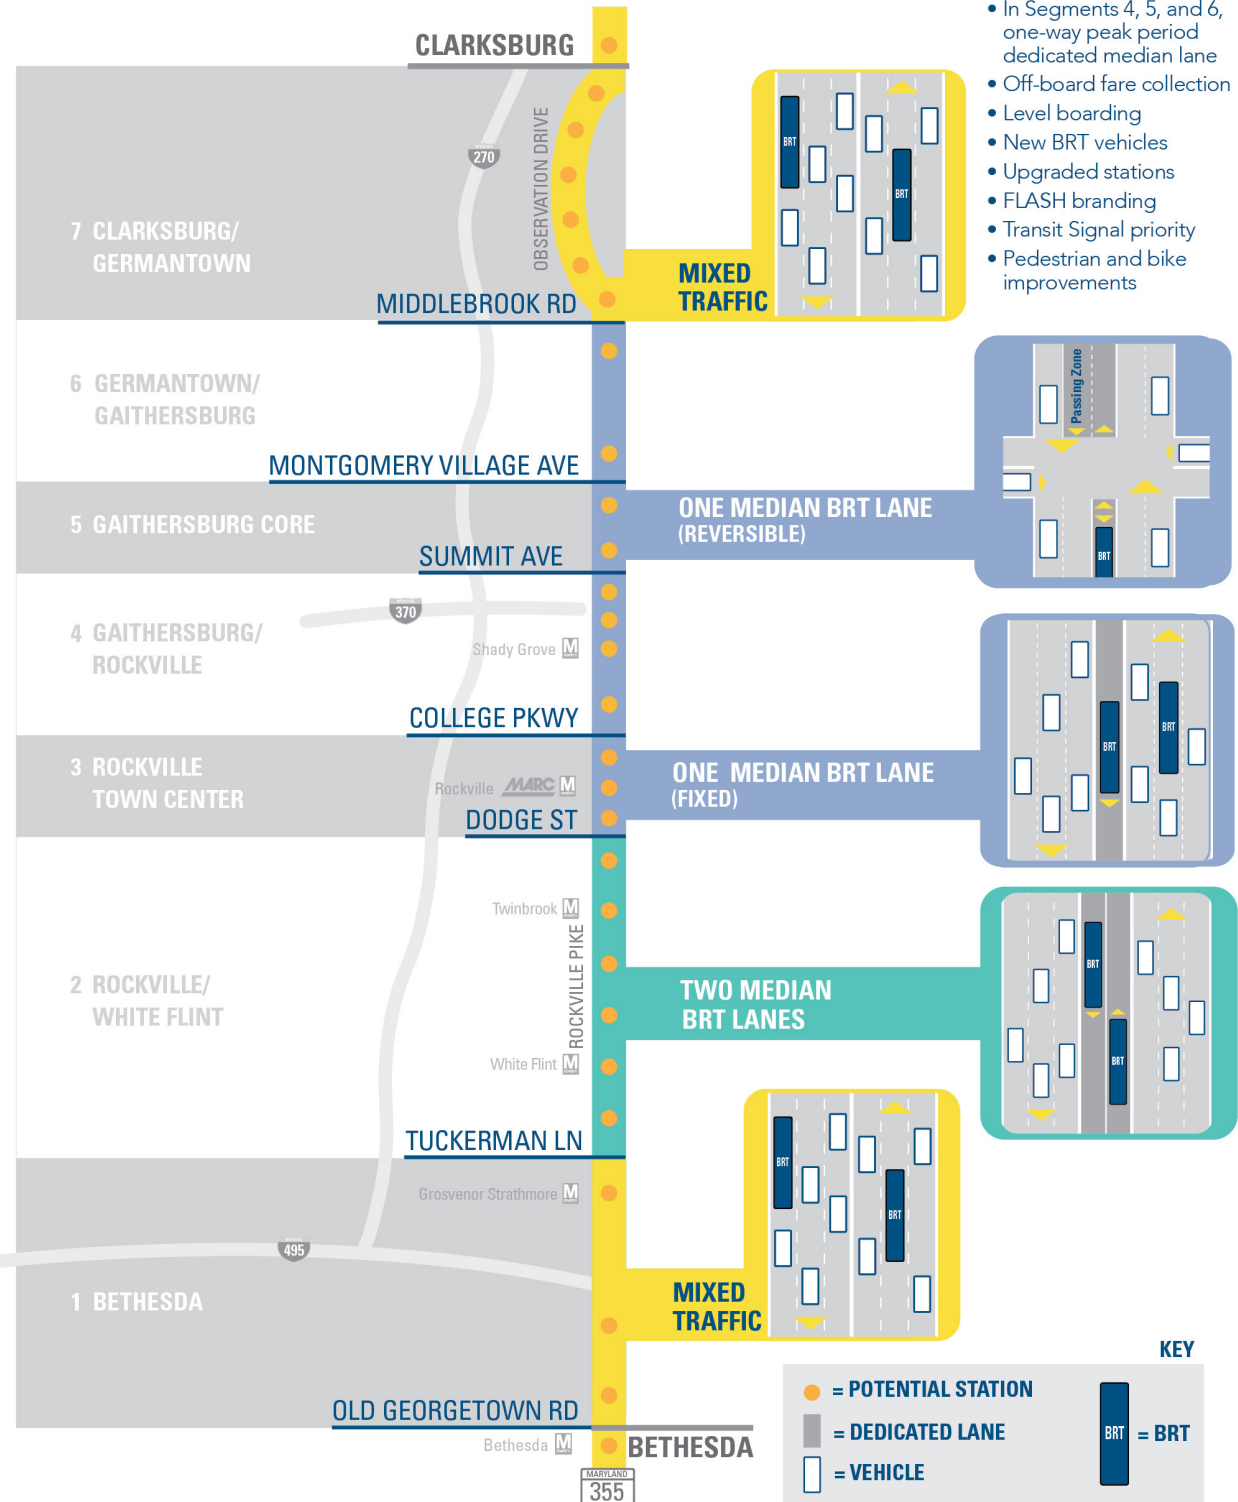 • In Segments 4, 5, and 6,
one-way peak period
dedicated median lane
• Off-board fare collection
• Level boarding
• New BRT vehicles
• Upgraded stations
• FLASH branding
• Transit Signal priority
• Pedestrian and bike
improvements
CLARKSBURG
270
OBSERVATION DRIVE
7 CLARKSBURG/
GERMANTOWN
MIDDLEBROOK RD
MIXED
TRAFFIC
BRT
BRT
6 GERMANTOWN/
GAITHERSBURG
MONTGOMERY VILLAGE AVE
5 GAITHERSBURG CORE
ONE MEDIAN BRT LANE
(REVERSIBLE)
Passing Zone
BRT
SUMMIT AVE
370
4 GAITHERSBURG/
ROCKVILLE
Shady Grove M
COLLEGE PKWY
3 ROCKVILLE
TOWN CENTER
Rockville MARC M
ONE MEDIAN BRT LANE
(FIXED)
BRT
BRT
DODGE ST
Twinbrook M
ROCKVILLE PIKE
2 ROCKVILLE/
WHITE FLINT
TWO MEDIAN
BRT LANES
BRT
BRT
White Flint M
TUCKERMAN LN
Grosvenor Strathmore M
495
1 BETHESDA
MIXED
TRAFFIC
BRT
BRT
OLD GEORGETOWN RD
Bethesda M
BETHESDA
MARYLAND
355
KEY
= POTENTIAL STATION
= DEDICATED LANE
= VEHICLE
BRT = BRT